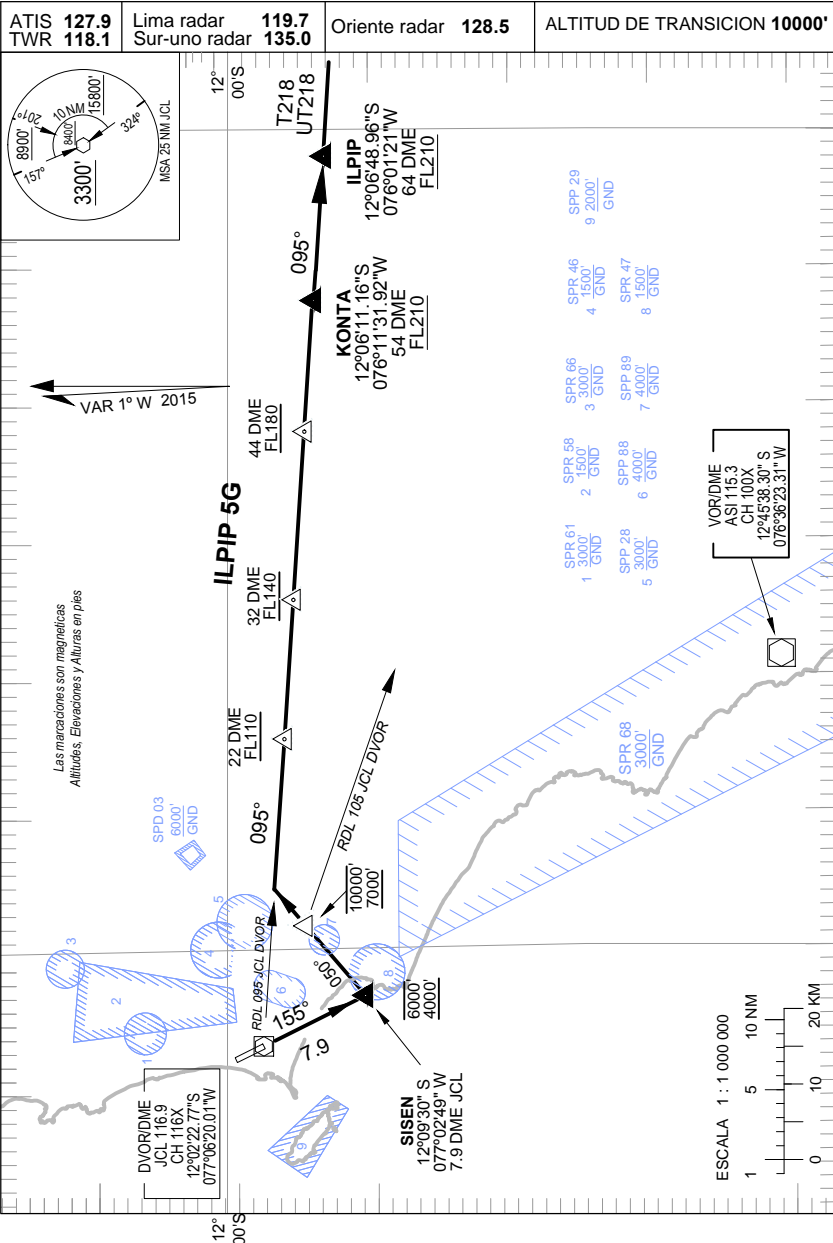 ATIS 127.9
TWR 118.1
Lima radar 119.7
Sur-uno radar 135.0
Oriente radar 128.5
ALTITUD DE TRANSICION 10000'
12°
00'S
201°
10 NM
15800'
8900'
8400'
324°
157°
3300'
MSA 25 NM JCL
T218
UT218
ILPIP
12°06'48.96"S
076°01'21"W
64 DME
FL210
095°
KONTA
12°06'11.16"S
076°11'31.92"W
54 DME
FL210
VAR 1° W 2015
44 DME
FL180
ILPIP 5G
32 DME
FL140
22 DME
FL110
095°
Las marcaciones son magneticas
Altitudes, Elevaciones y Alturas en pies
SPD 03
6000'
GND
RDL 105 JCL DVOR
RDL 095 JCL DVOR
10000'
7000'
050°
155°
7.9
6000'
4000'
SISEN
12°09'30" S
077°02'49" W
7.9 DME JCL
DVOR/DME
JCL 116.9
CH 116X
12°02'22.77"S
077°06'20.01"W
1
2
3
4
5
6
7
8
9
SPR 61
1 3000'
GND
SPR 58
2 1500'
GND
SPR 66
3 3000'
GND
SPR 46
4 1500'
GND
SPP 28
5 3000'
GND
SPP 88
6 4000'
GND
SPP 89
7 4000'
GND
SPR 47
8 1500'
GND
SPP 29
9 2000'
GND
SPR 68
3000'
GND
VOR/DME
ASI 115.3
CH 100X
12°45'38.30" S
076°36'23.31" W
ESCALA 1 : 1 000 000
1 5 10 NM
0 10 20 KM
12°
00'S